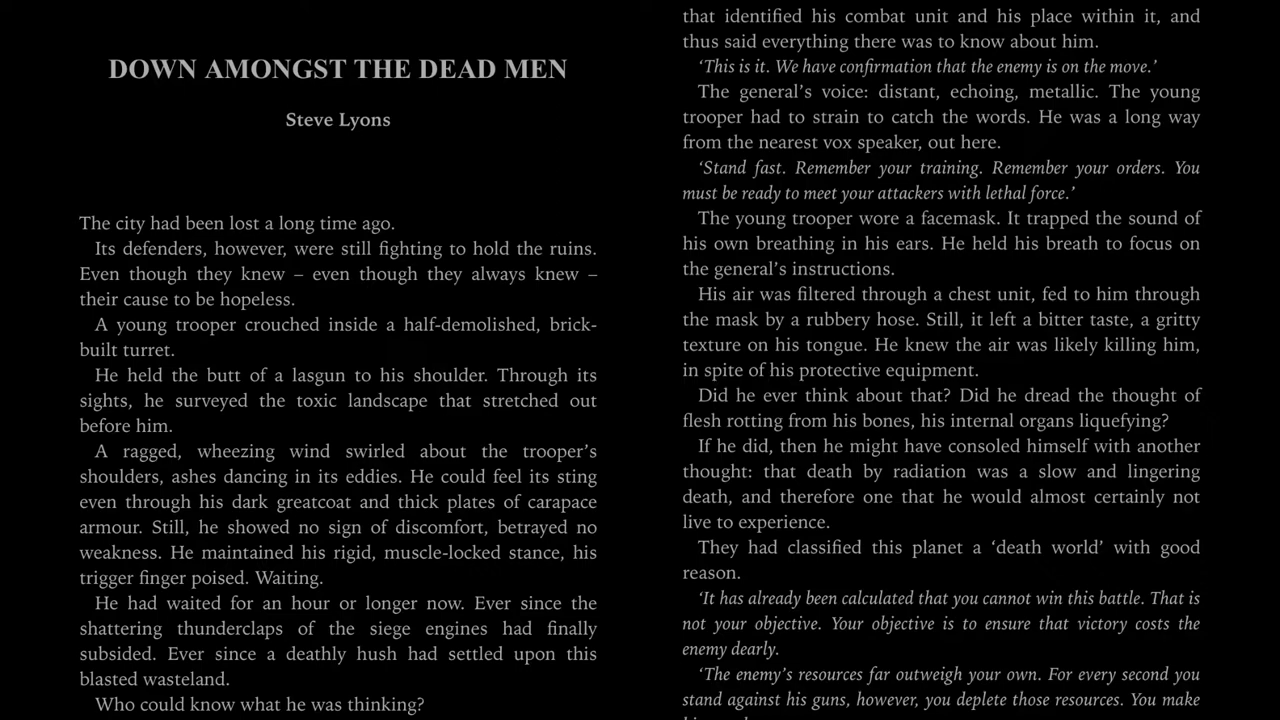 DOWN AMONGST THE DEAD MEN
Steve Lyons
The city had been lost a long time ago.
Its defenders, however, were still fighting to hold the ruins.
Even though they knew – even though they always knew –
their cause to be hopeless.
A young trooper crouched inside a half-demolished, brick-
built turret.
He held the butt of a lasgun to his shoulder. Through its
sights, he surveyed the toxic landscape that stretched out
before him.
A ragged, wheezing wind swirled about the trooper’s
shoulders, ashes dancing in its eddies. He could feel its sting
even through his dark greatcoat and thick plates of carapace
armour. Still, he showed no sign of discomfort, betrayed no
weakness. He maintained his rigid, muscle-locked stance, his
trigger finger poised. Waiting.
He had waited for an hour or longer now. Ever since the
shattering thunderclaps of the siege engines had finally
subsided. Ever since a deathly hush had settled upon this
blasted wasteland.
Who could know what he was thinking?
that identified his combat unit and his place within it, and
thus said everything there was to know about him.
‘This is it. We have confirmation that the enemy is on the move.’
The general’s voice: distant, echoing, metallic. The young
trooper had to strain to catch the words. He was a long way
from the nearest vox speaker, out here.
‘Stand fast. Remember your training. Remember your orders. You
must be ready to meet your attackers with lethal force.’
The young trooper wore a facemask. It trapped the sound of
his own breathing in his ears. He held his breath to focus on
the general’s instructions.
His air was filtered through a chest unit, fed to him through
the mask by a rubbery hose. Still, it left a bitter taste, a gritty
texture on his tongue. He knew the air was likely killing him,
in spite of his protective equipment.
Did he ever think about that? Did he dread the thought of
flesh rotting from his bones, his internal organs liquefying?
If he did, then he might have consoled himself with another
thought: that death by radiation was a slow and lingering
death, and therefore one that he would almost certainly not
live to experience.
They had classified this planet a ‘death world’ with good
reason.
‘It has already been calculated that you cannot win this battle. That is
not your objective. Your objective is to ensure that victory costs the
enemy dearly.
‘The enemy’s resources far outweigh your own. For every second you
stand against his guns, however, you deplete those resources. You make